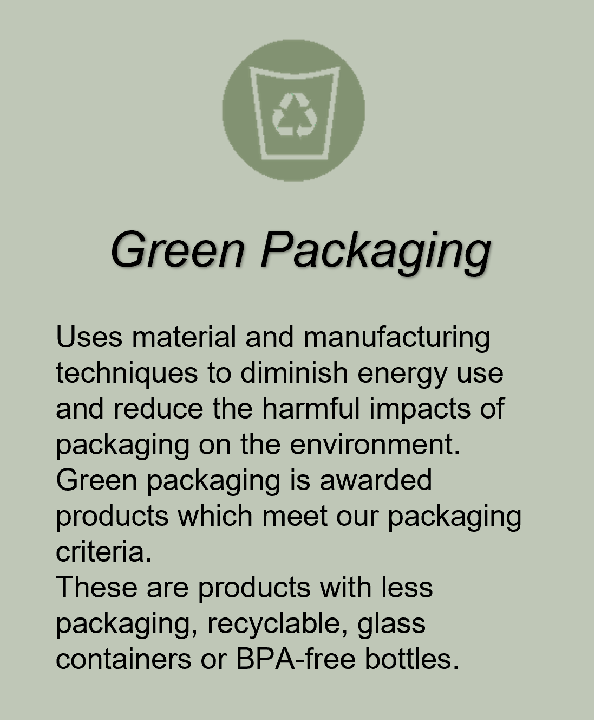 Green Packaging
Uses material and manufacturing
techniques to diminish energy use
and reduce the harmful impacts of
packaging on the environment.
Green packaging is awarded
products which meet our packaging
criteria.
These are products with less
packaging, recyclable, glass
containers or BPA-free bottles.